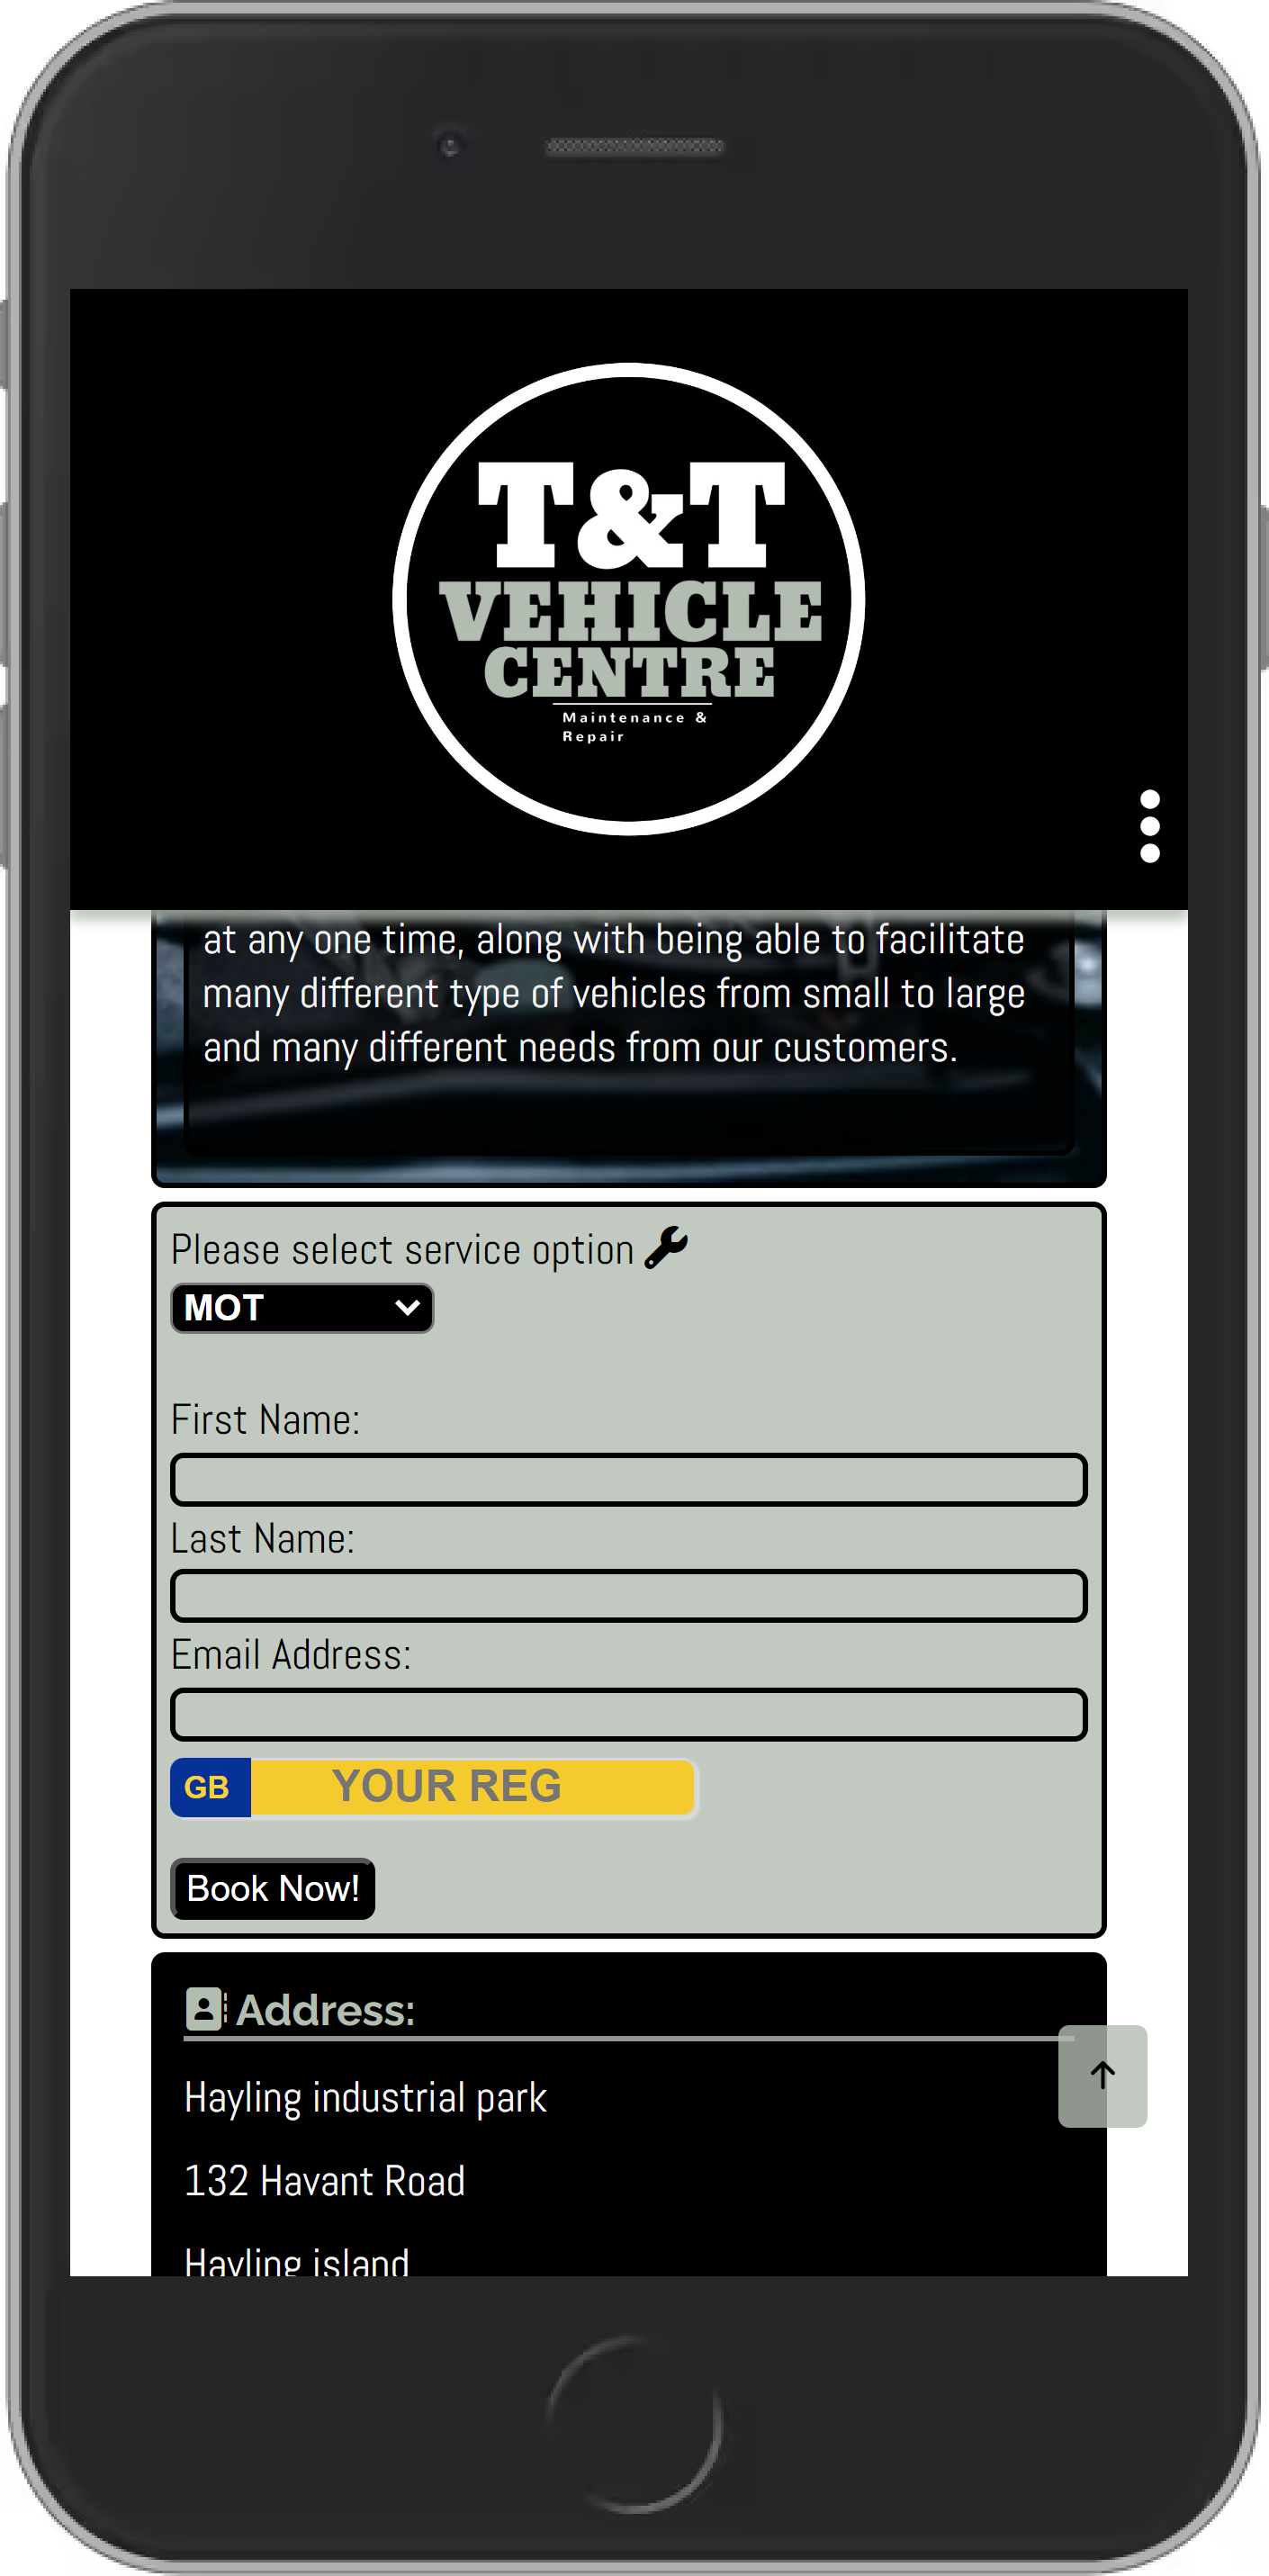 T&T
VEHICLE
CENTRE
Maintenance &
Repair
at any one time, along with being able to facilitate
many different type of vehicles from small to large
and many different needs from our customers.
Please select service option
MOT
First Name:
Last Name:
Email Address:
GB YOUR REG
Book Now!
Address:
Hayling industrial park
132 Havant Road
Hayling island